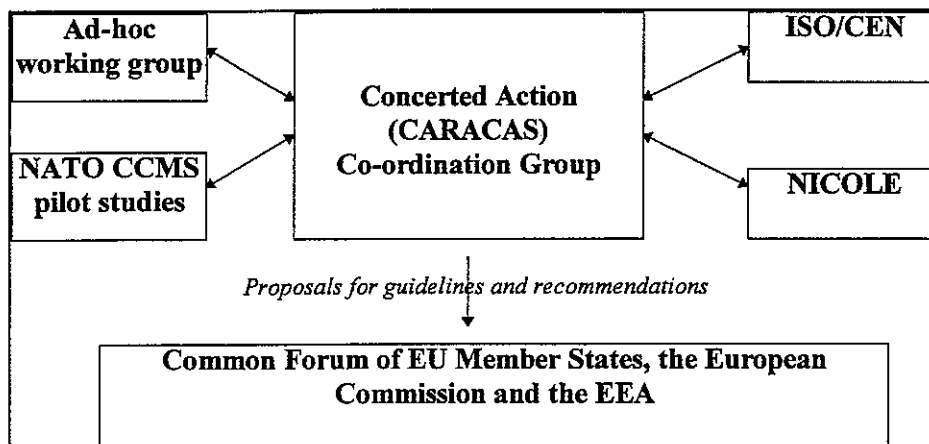 Ad-hoc
working group
ISO/CEN
Concerted Action
(CARACAS)
Co-ordination Group
NATO CCMS
pilot studies
NICOLE
Proposals for guidelines and recommendations
Common Forum of EU Member States, the European
Commission and the EEA